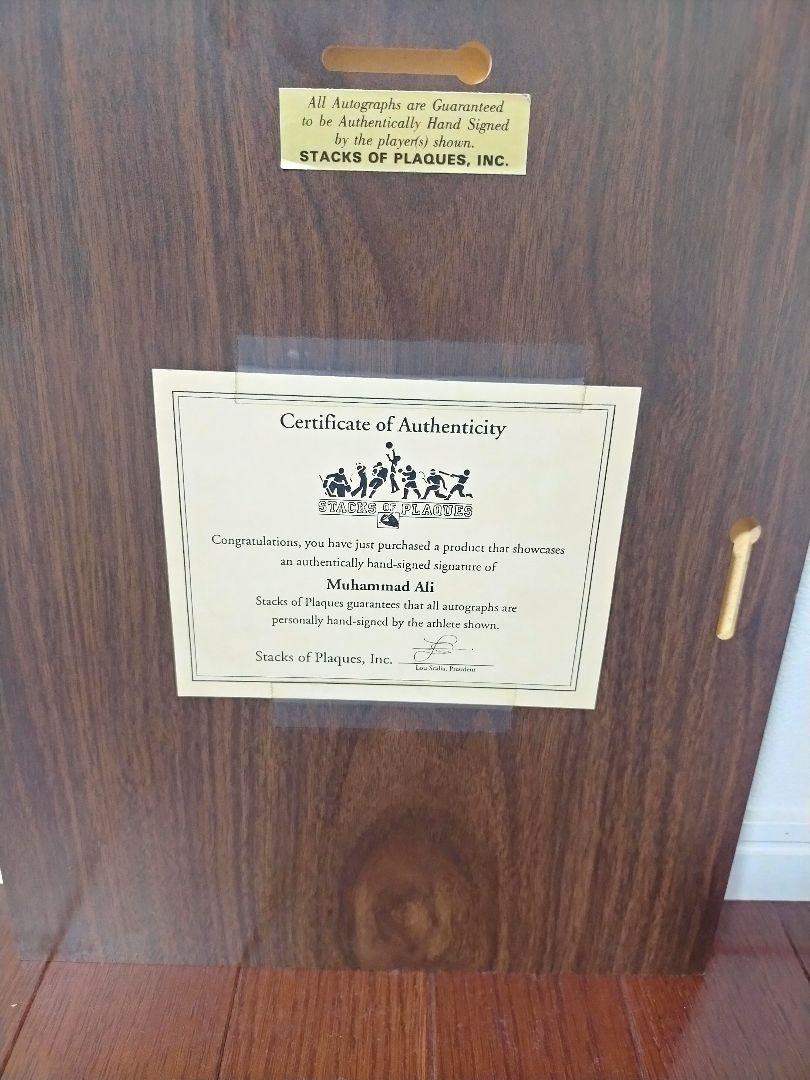 All Autographs are Guaranteed
to be Authentically Hand Signed
by the player(s) shown.
STACKS OF PLAQUES, INC.
Certificate of Authenticity
STACKS OF PLAQUES
Congratulations, you have just purchased a product that showcases
an authentically hand-signed signature of
Muhammad Ali
Stacks of Plaques guarantees that all autographs are
personally hand-signed by the athlete shown.
Stacks of Plaques, Inc.
Lou Scalia, President